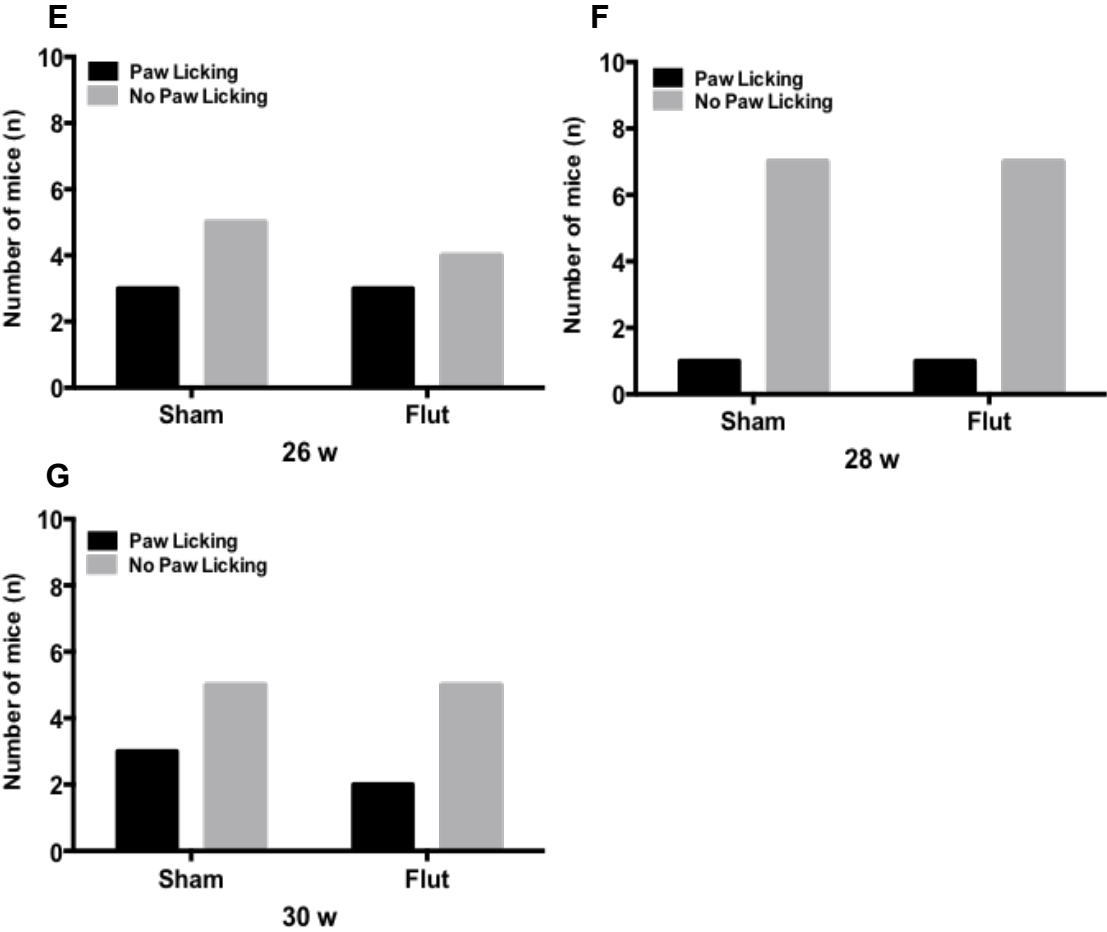 E
10
8
6
4
2
0
Number of mice (n)
Paw Licking
No Paw Licking
Sham Flut
26 w
F
10
8
6
4
2
0
Number of mice (n)
Paw Licking
No Paw Licking
Sham Flut
28 w
G
10
8
6
4
2
0
Number of mice (n)
Paw Licking
No Paw Licking
Sham Flut
30 w